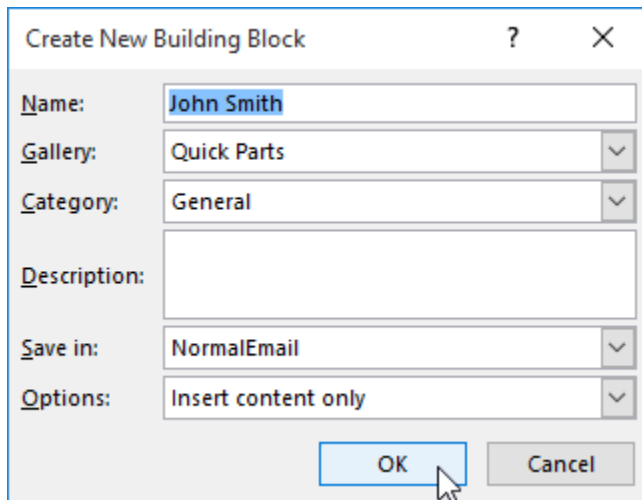 Create New Building Block ?
Name: John Smith
Gallery: Quick Parts
Category: General
Description:
Save in: NormalEmail
Options: Insert content only
OK Cancel